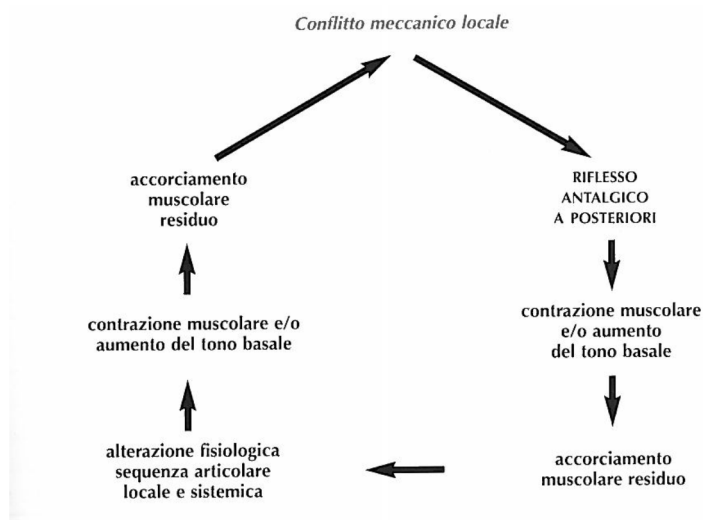 Conflitto meccanico locale
RIFLESSO
ANTALGICO
A POSTERIORI
contrazione muscolare
e/o aumento
del tono basale
accorciamento
muscolare residuo
alterazione fisiologica
sequenza articolare
locale e sistemica
contrazione muscolare e/o
aumento del tono basale
accorciamento
muscolare
residuo